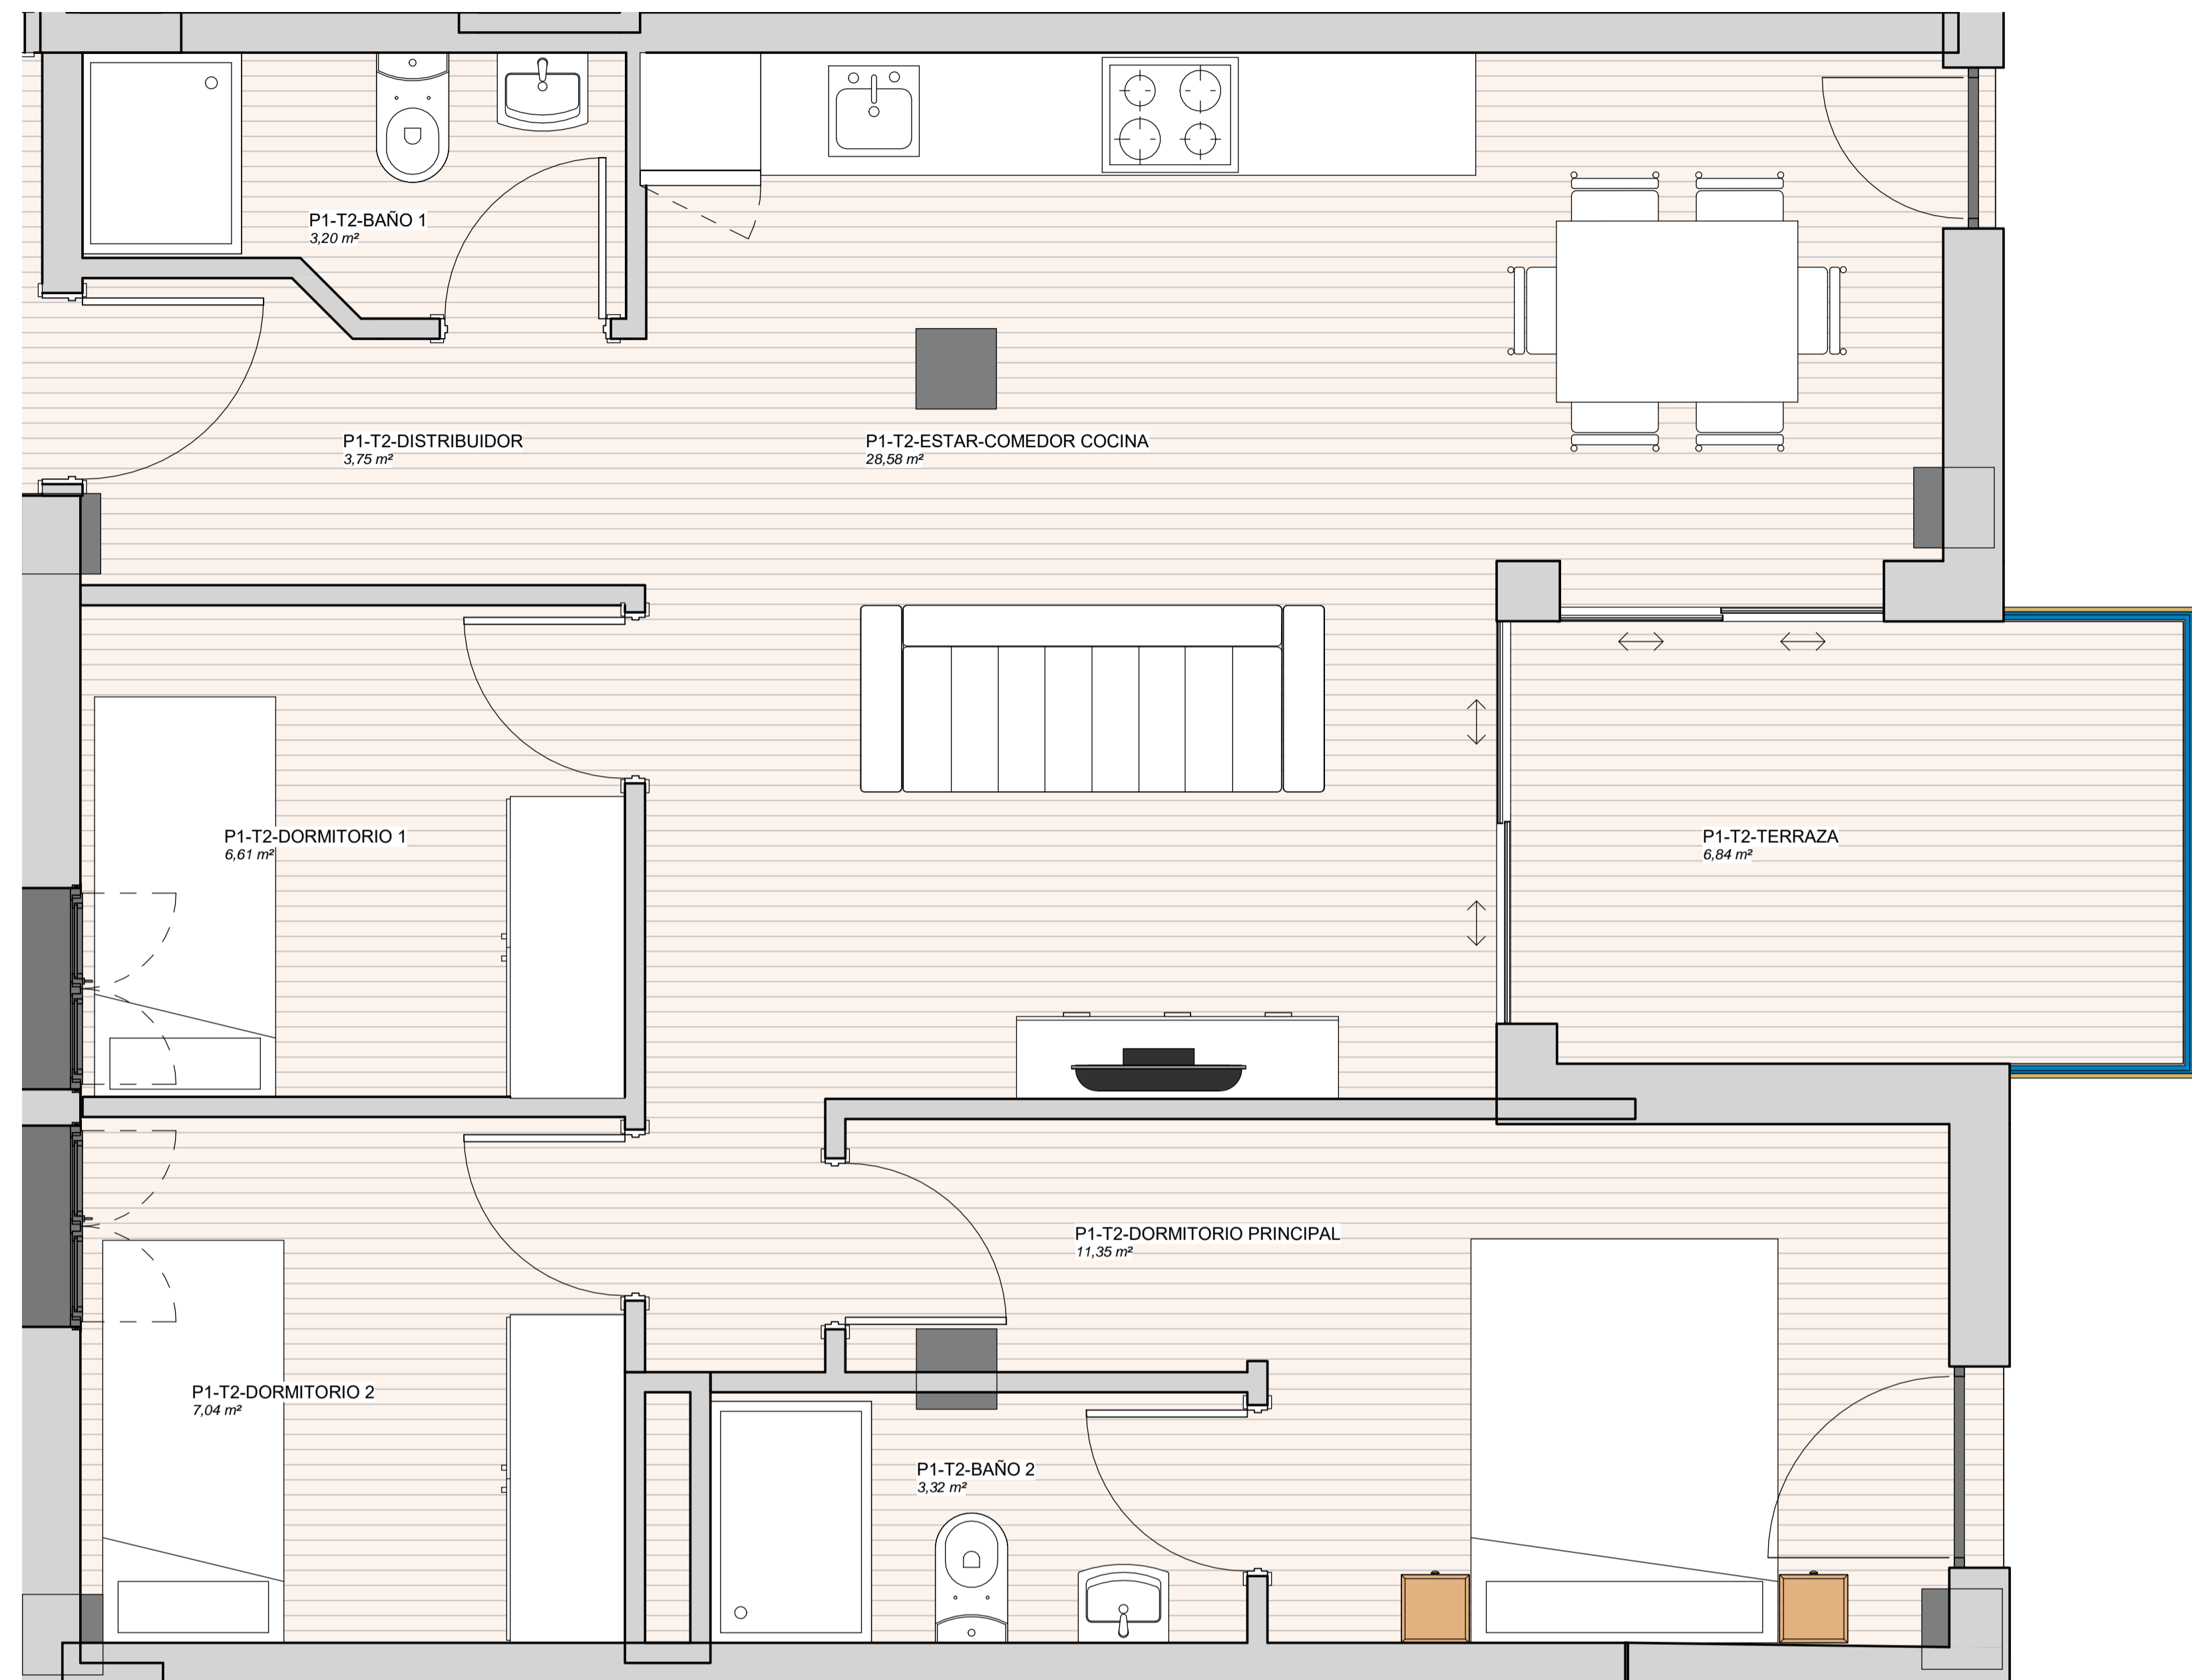 P1-T2-BAÑO 1
3,20 m²
P1-T2-DISTRIBUIDOR
3,75 m²
P1-T2-ESTAR-COMEDOR COCINA
28,58 m²
P1-T2-DORMITORIO 1
6,61 m²
P1-T2-TERRAZA
6,84 m²
P1-T2-DORMITORIO PRINCIPAL
11,35 m²
P1-T2-DORMITORIO 2
7,04 m²
P1-T2-BAÑO 2
3,32 m²